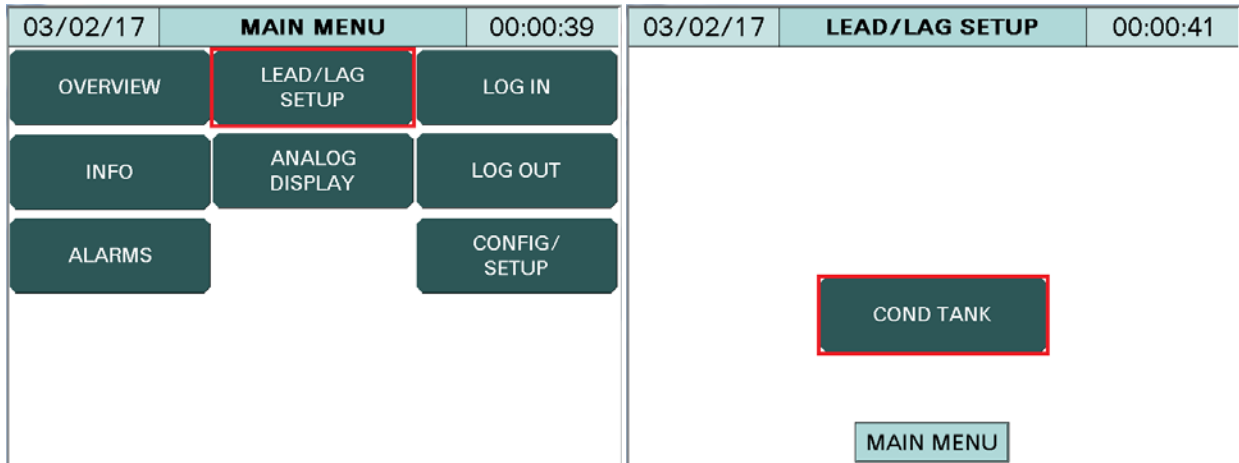 03/02/17 MAIN MENU 00:00:39
OVERVIEW
LEAD/LAG
SETUP
LOG IN
INFO
ANALOG
DISPLAY
LOG OUT
ALARMS
CONFIG/
SETUP
03/02/17 LEAD/LAG SETUP 00:00:41
COND TANK
MAIN MENU